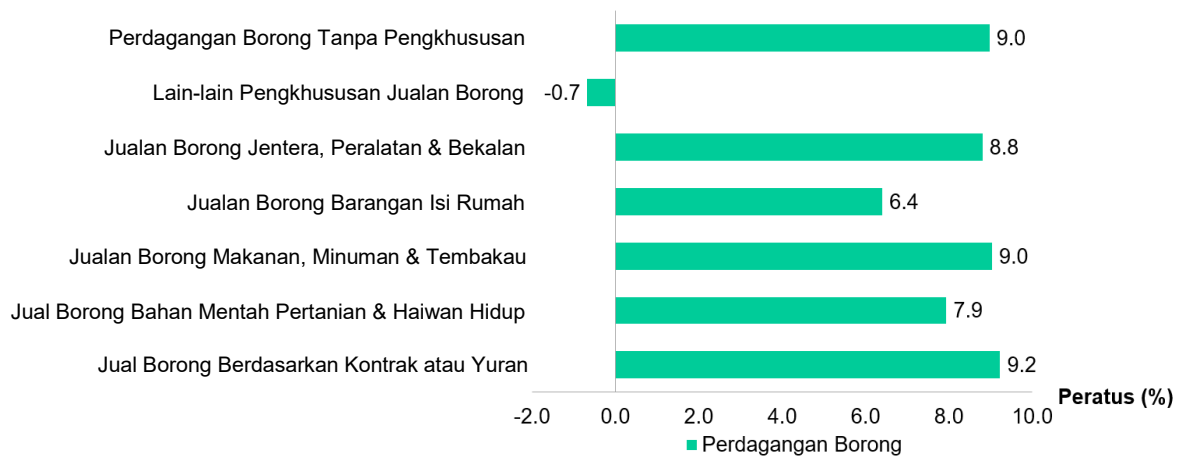 Perdagangan Borong Tanpa Pengkhususan 9.0
Lain-lain Pengkhususan Jualan Borong -0.7
Jualan Borong Jentera, Peralatan & Bekalan 8.8
Jualan Borong Barangan Isi Rumah 6.4
Jualan Borong Makanan, Minuman & Tembakau 9.0
Jual Borong Bahan Mentah Pertanian & Haiwan Hidup 7.9
Jual Borong Berdasarkan Kontrak atau Yuran 9.2
Peratus (%)
-2.0 0.0 2.0 4.0 6.0 8.0 10.0
Perdagangan Borong